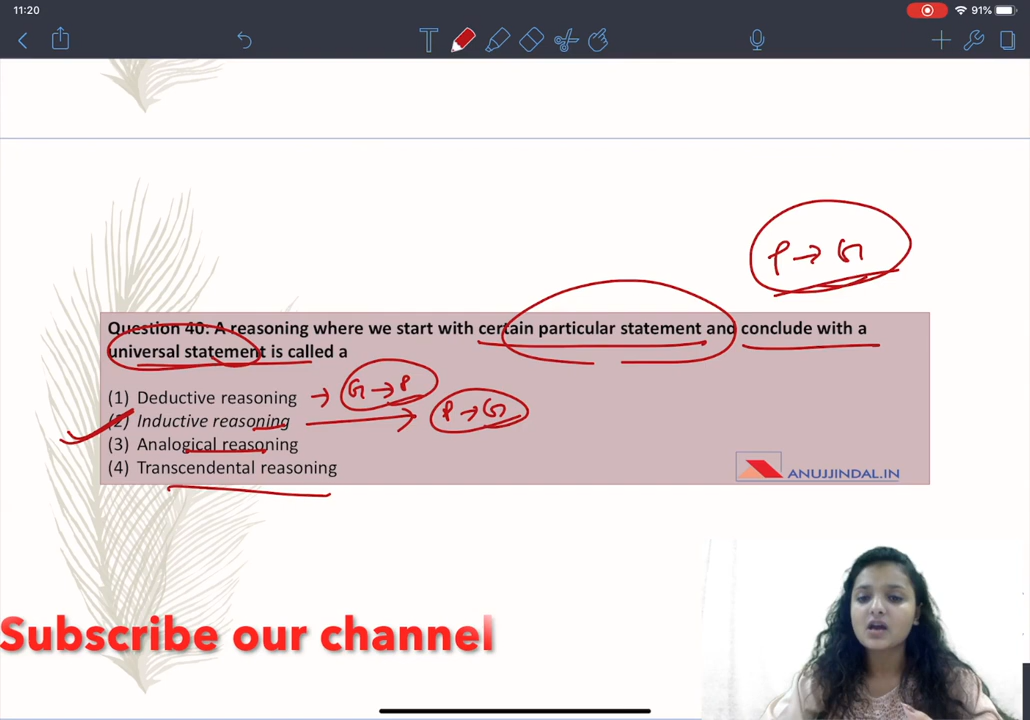 11:20
91%
P → G
Question 40: A reasoning where we start with certain particular statement and conclude with a
universal statement is called a
(1) Deductive reasoning → G → P
(2) Inductive reasoning → P → G
(3) Analogical reasoning
(4) Transcendental reasoning
ANUJJINDAL.IN
Subscribe our channel